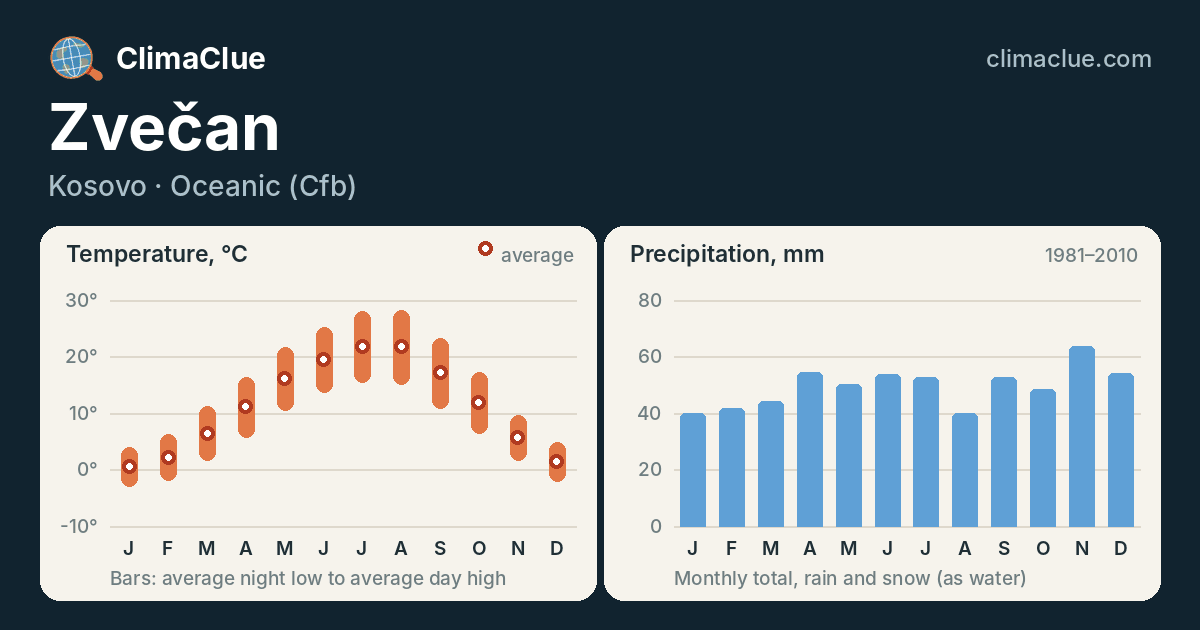 ClimaClue
climaclue.com
Zvečan
Kosovo · Oceanic (Cfb)
Temperature, °C
average
30°
20°
10°
0°
-10°
J F M A M J J A S O N D
Bars: average night low to average day high
Precipitation, mm
1981–2010
80
60
40
20
0
J F M A M J J A S O N D
Monthly total, rain and snow (as water)